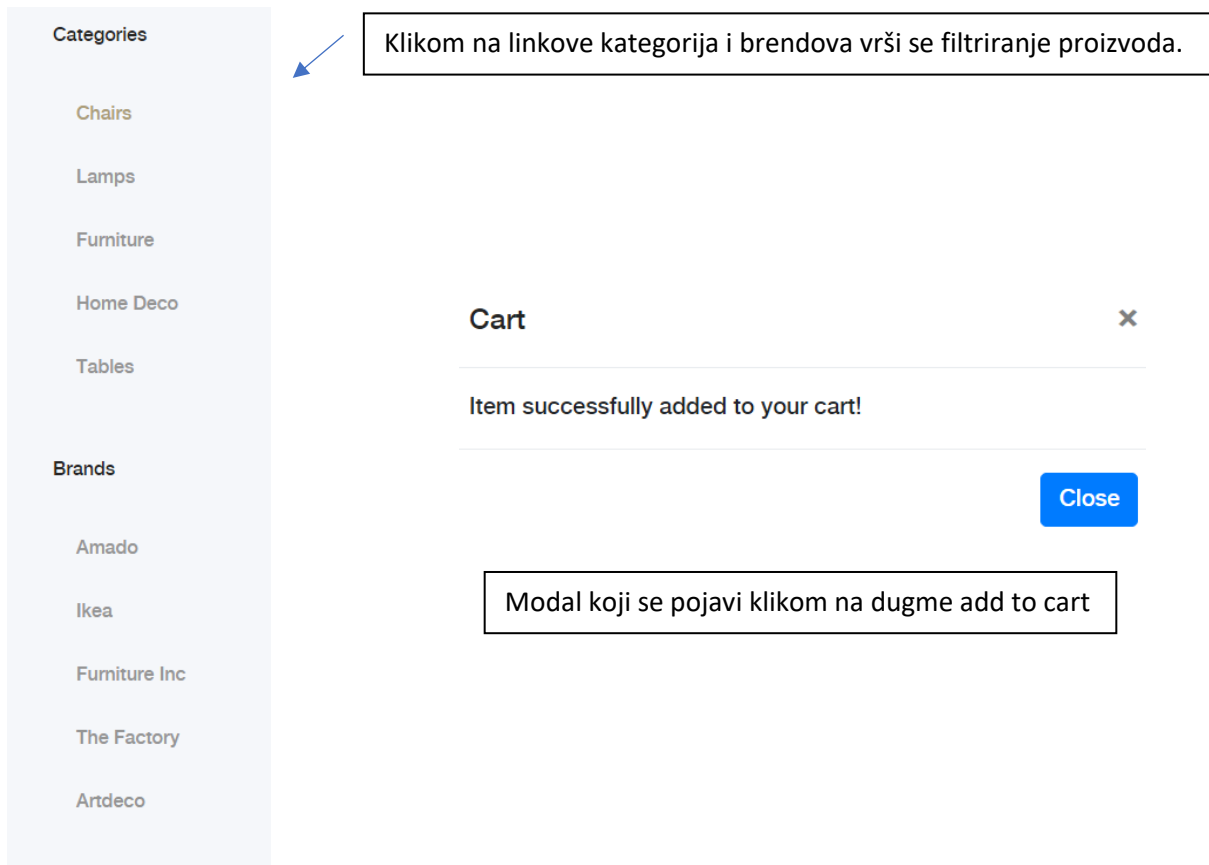 Categories
Klikom na linkove kategorija i brendova vrši se filtriranje proizvoda.
Chairs
Lamps
Furniture
Home Deco
Tables
Brands
Amado
Ikea
Furniture Inc
The Factory
Artdeco
Cart
×
Item successfully added to your cart!
Close
Modal koji se pojavi klikom na dugme add to cart